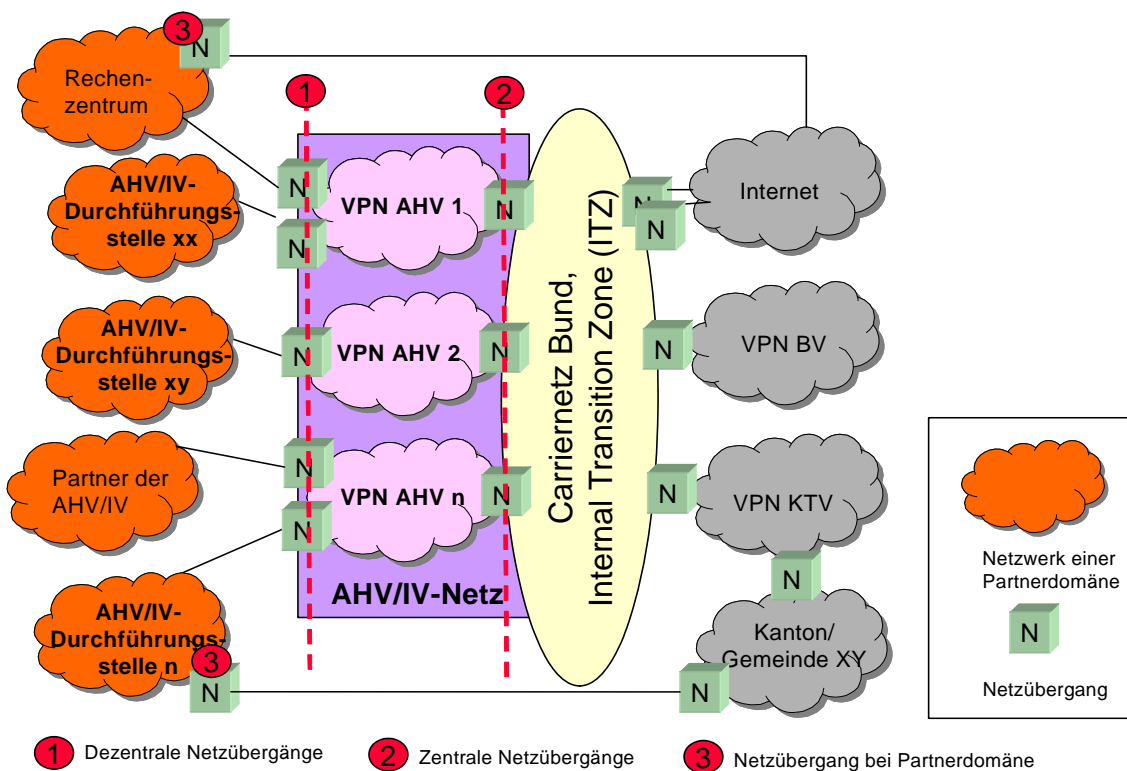 3
N
Rechen-
zentrum
1
2
AHV/IV-
Durchführungs-
stelle xx
N
N
VPN AHV 1
N
N
N
Internet
AHV/IV-
Durchführungs-
stelle xy
N
VPN AHV 2
N
N
VPN BV
Partner der
AHV/IV
N
N
VPN AHV n
N
N
VPN KTV
N
AHV/IV-Netz
Carriernetz Bund,
Internal Transition Zone (ITZ)
AHV/IV-
Durchführungs-
stelle n
3
N
N
Kanton/
Gemeinde XY
Netzwerk einer
Partnerdomäne
N
Netzübergang
1 Dezentrale Netzübergänge
2 Zentrale Netzübergänge
3 Netzübergang bei Partnerdomäne